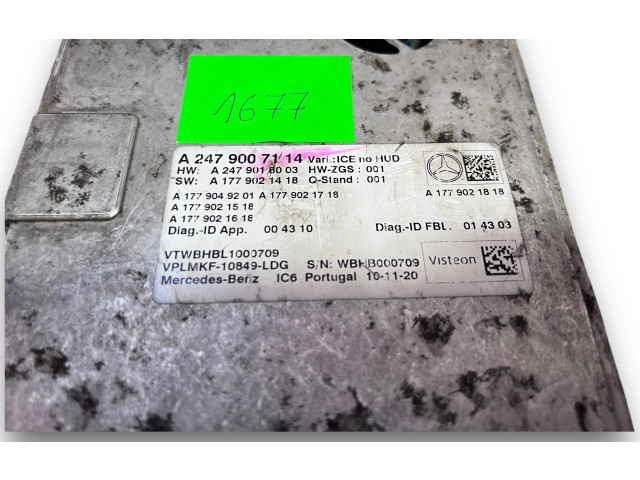 1677
A 247 900 71 14 Vari.:ICE no HUD
HW: A 247 901 80 03 HW-ZGS : 001
SW: A 177 902 14 18 Q-Stand : 001
A 177 904 92 01 A 177 902 17 18 A 177 902 18 18
A 177 902 15 18
A 177 902 16 18
Diag.-ID App. 00 43 10 Diag.-ID FBL. 01 43 03
VTWBHBL1000709
VPLMKF-10849-LDG S/N: WBHB000709 Visteon
Mercedes-Benz IC6 Portugal 10-11-20